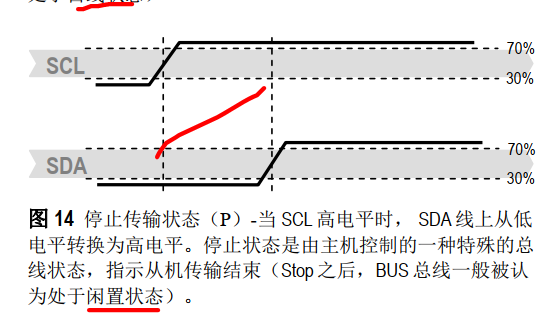 SCL
70%
30%
SDA
70%
30%
图 14 停止传输状态（P）-当 SCL 高电平时， SDA 线上从低
电平转换为高电平。停止状态是由主机控制的一种特殊的总
线状态，指示从机传输结束（Stop 之后，BUS 总线一般被认
为处于闲置状态）。